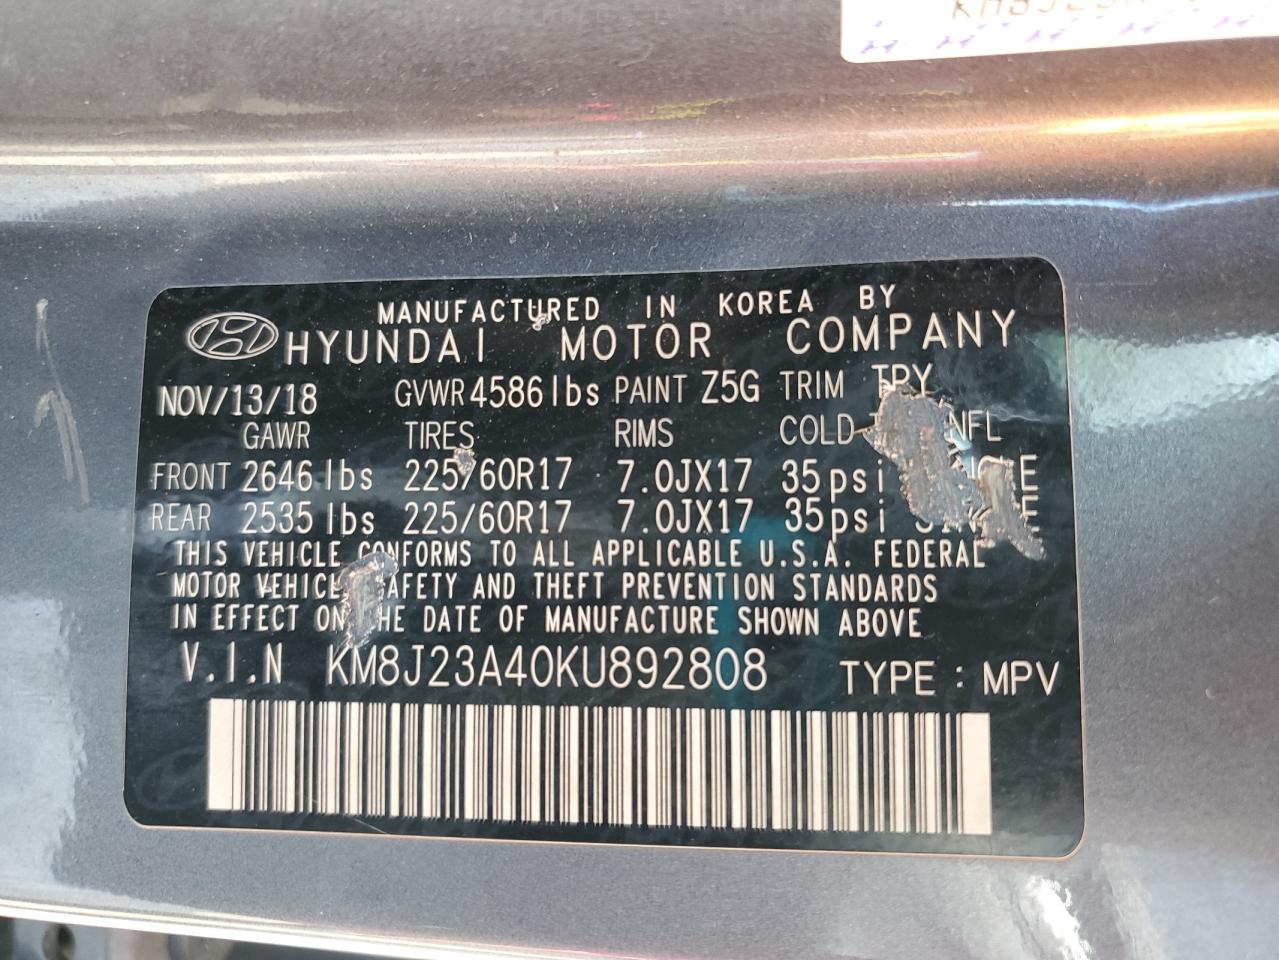 MANUFACTURED IN KOREA BY
HYUNDAI MOTOR COMPANY
NOV/13/18 GVWR 4586 lbs PAINT Z5G TRIM TRY
GAWR TIRES RIMS COLD
FRONT 2646 lbs 225/60R17 7.0JX17 35psi
REAR 2535 lbs 225/60R17 7.0JX17 35psi
THIS VEHICLE CONFORMS TO ALL APPLICABLE U.S.A. FEDERAL
MOTOR VEHICLE SAFETY AND THEFT PREVENTION STANDARDS
IN EFFECT ON THE DATE OF MANUFACTURE SHOWN ABOVE
V.I.N KM8J23A40KU892808 TYPE : MPV